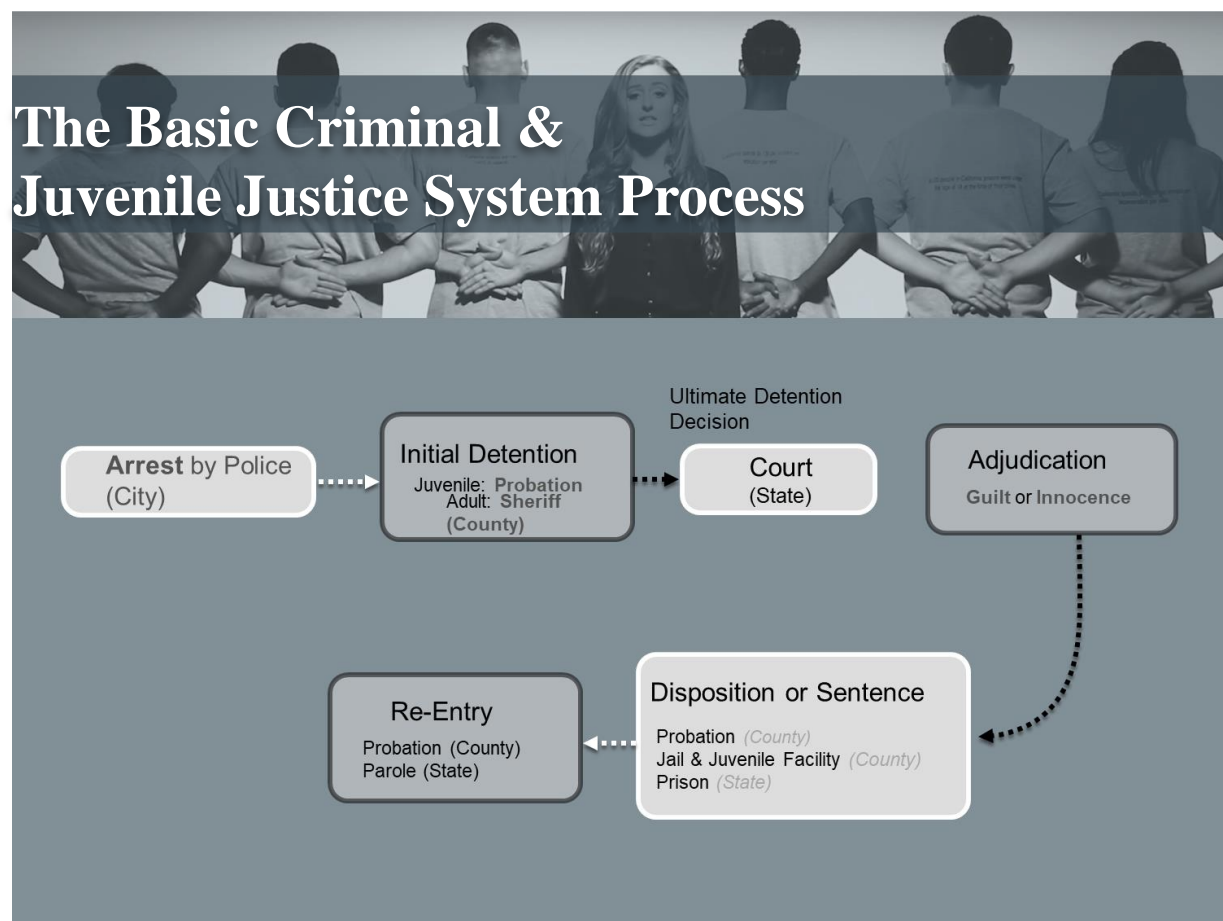 The Basic Criminal &
Juvenile Justice System Process
Arrest by Police
(City)
Initial Detention
Juvenile: Probation
Adult: Sheriff
(County)
Ultimate Detention
Decision
Court
(State)
Adjudication
Guilt or Innocence
Disposition or Sentence
Probation (County)
Jail & Juvenile Facility (County)
Prison (State)
Re-Entry
Probation (County)
Parole (State)